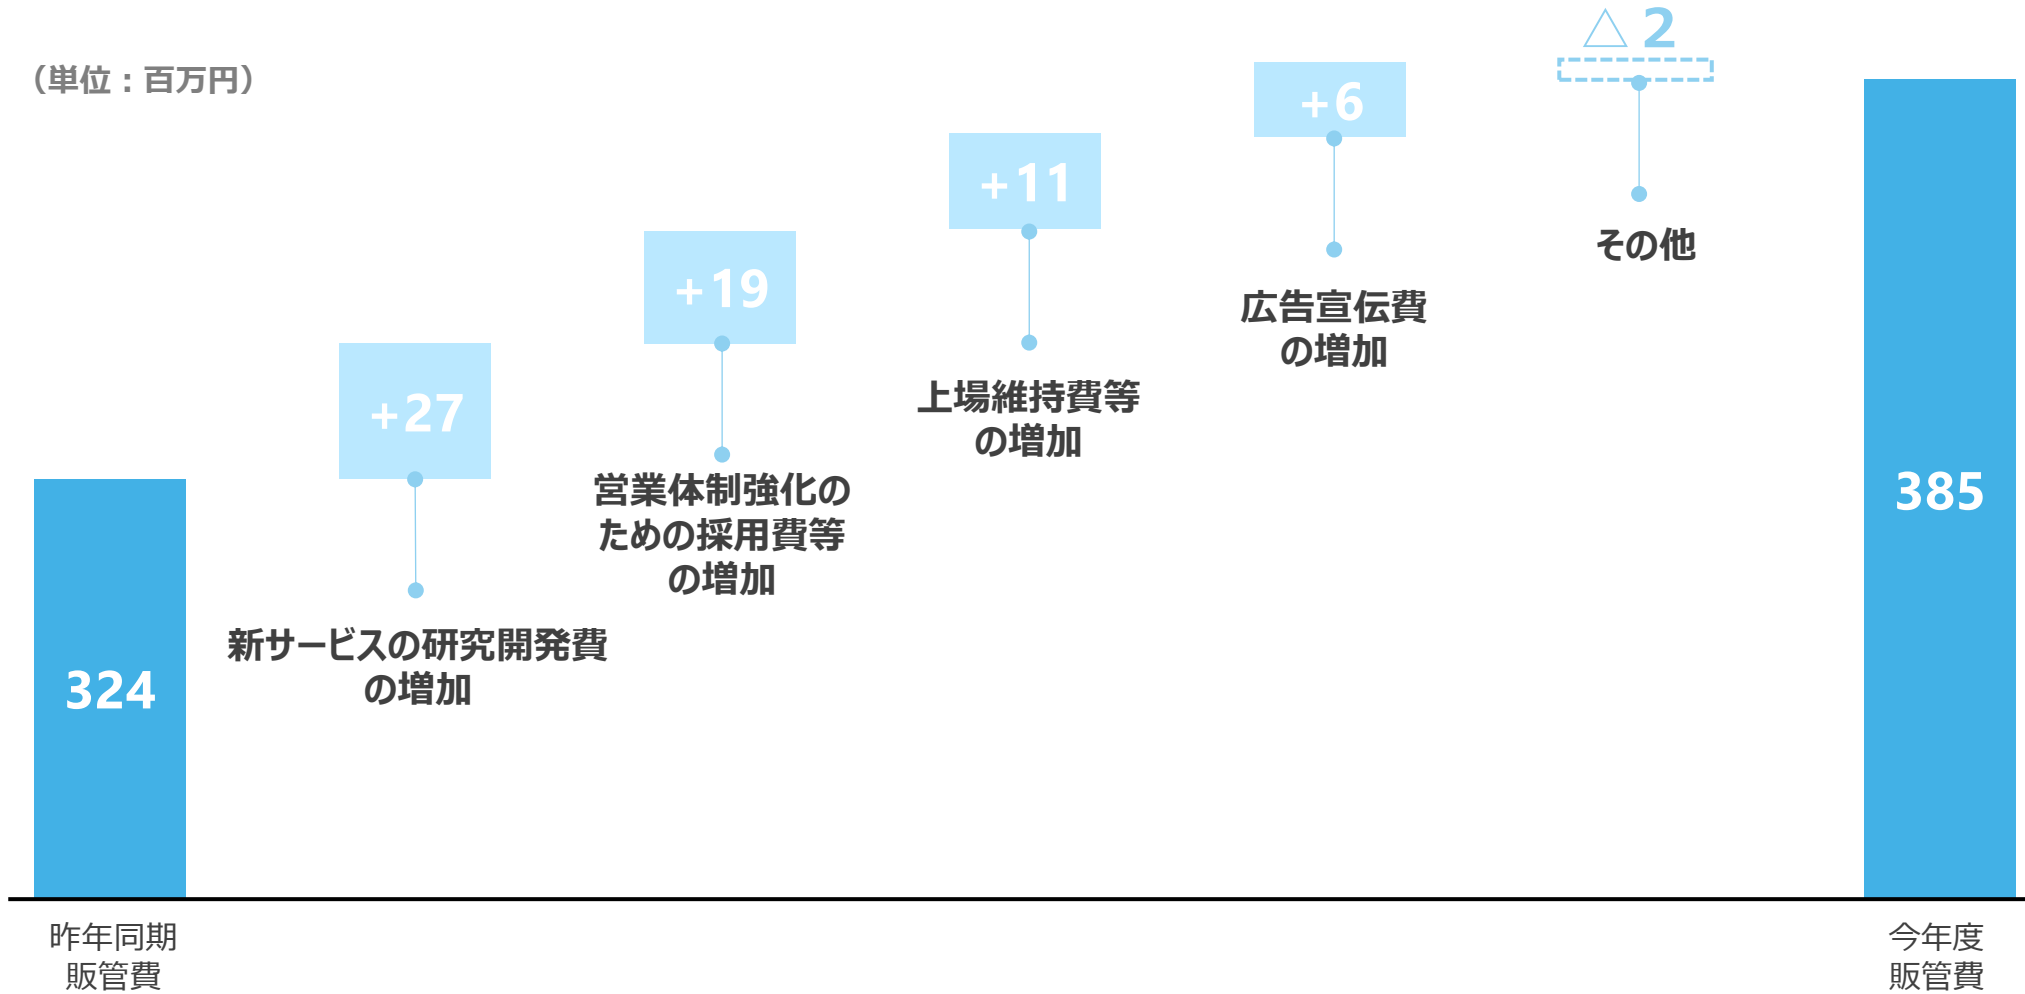 （単位：百万円）
324
昨年同期
販管費
+27
新サービスの研究開発費
の増加
+19
営業体制強化の
ための採用費等
の増加
+11
上場維持費等
の増加
+6
広告宣伝費
の増加
△ 2
その他
385
今年度
販管費